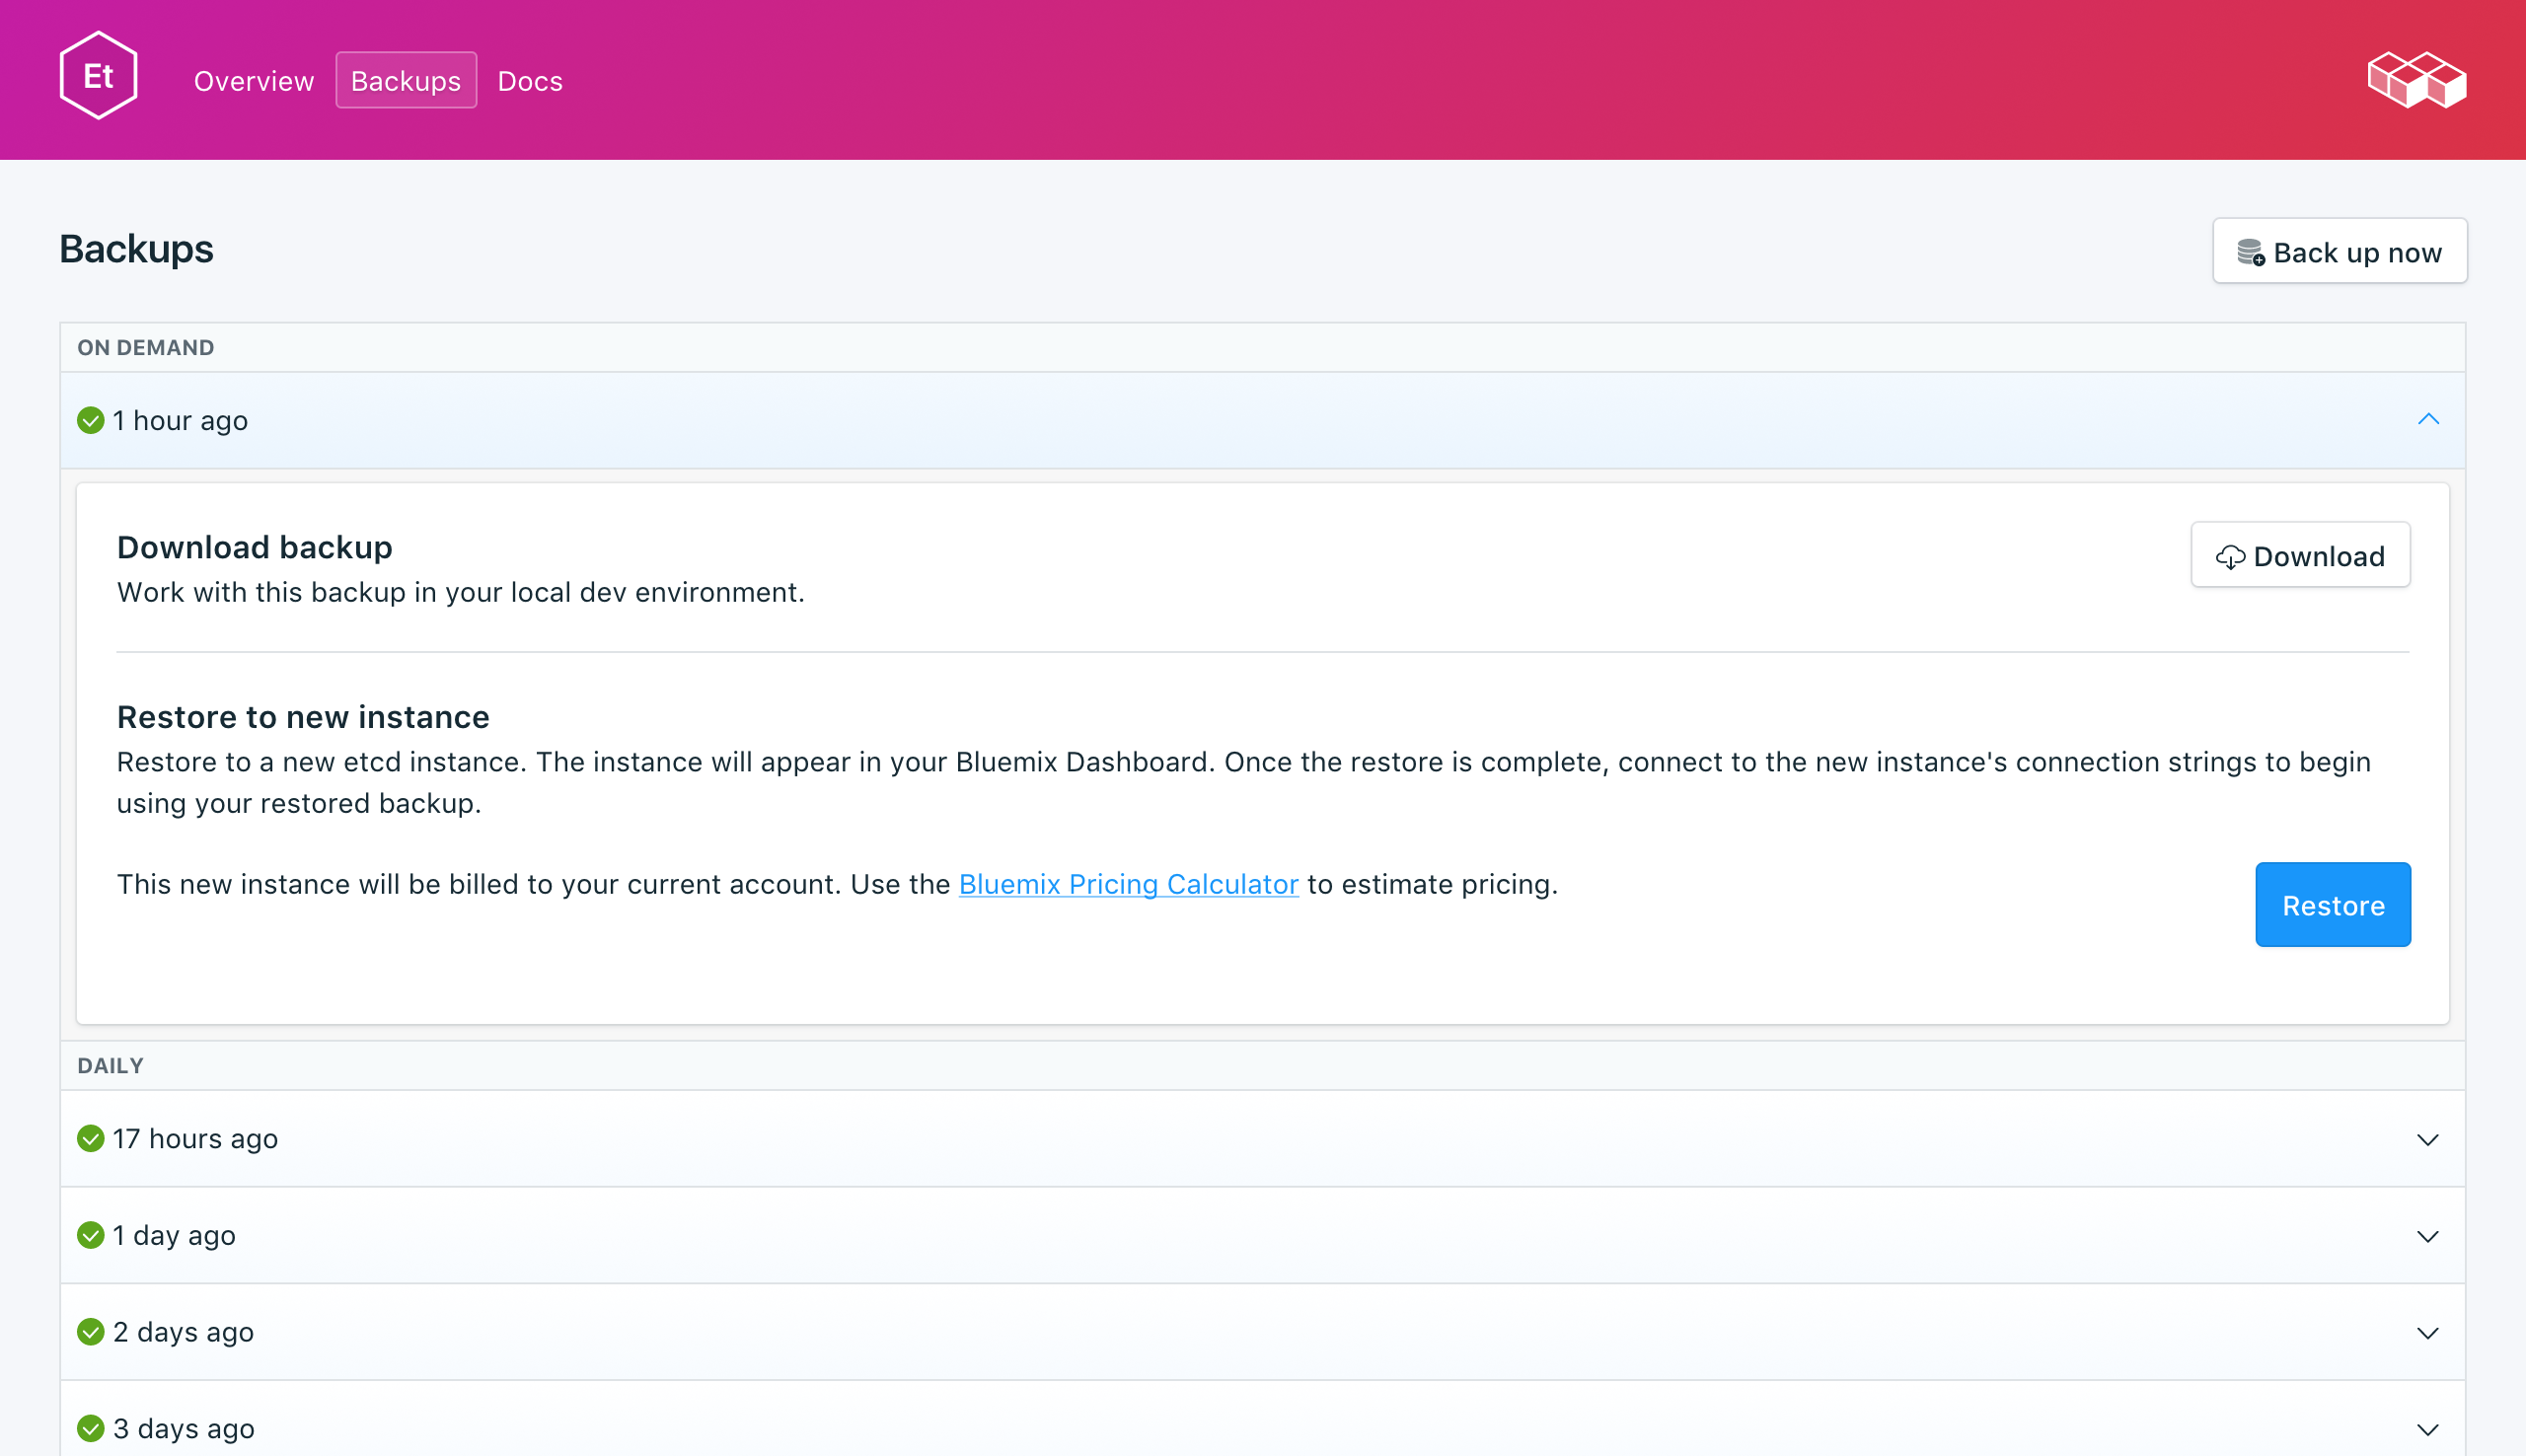 Et
Overview Backups Docs
Backups
Back up now
ON DEMAND
1 hour ago
Download backup
Download
Work with this backup in your local dev environment.
Restore to new instance
Restore to a new etcd instance. The instance will appear in your Bluemix Dashboard. Once the restore is complete, connect to the new instance's connection strings to begin
using your restored backup.
This new instance will be billed to your current account. Use the Bluemix Pricing Calculator to estimate pricing.
Restore
DAILY
17 hours ago
1 day ago
2 days ago
3 days ago